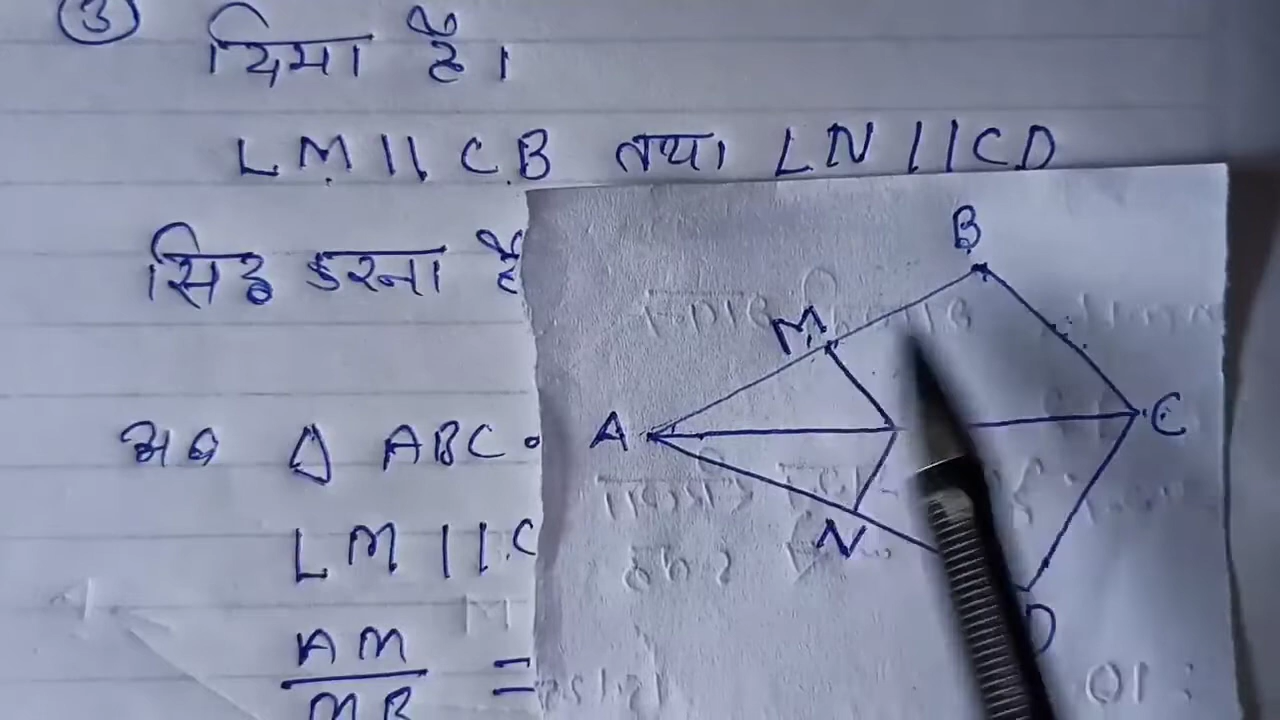 3
दिया है।
LM || CB तथा LN || CD
सिद्ध करना है
अब Δ ABC
LM || C
AM
MB
=
B
M
A
C
N
D